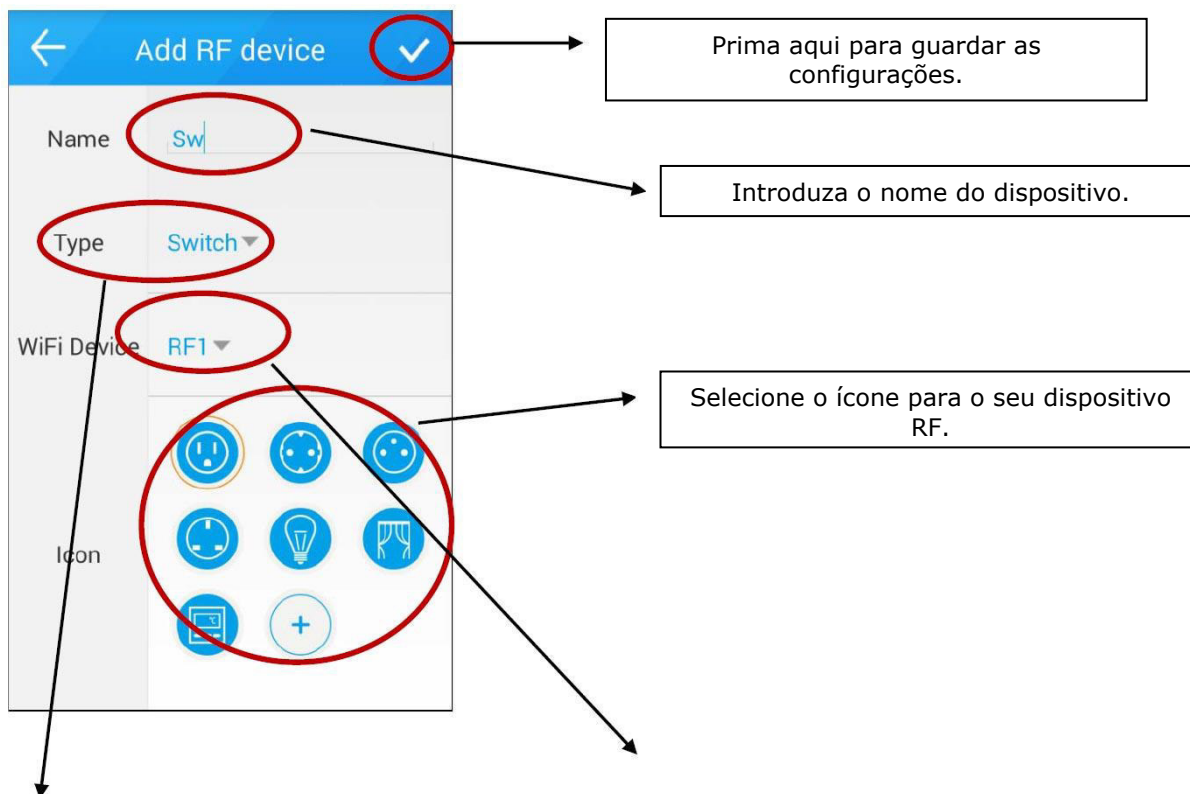 Add RF device
Prima aqui para guardar as
configurações.
Name
Sw
Introduza o nome do dispositivo.
Type
Switch
WiFi Device
RF1
Selecione o ícone para o seu dispositivo
RF.
Icon